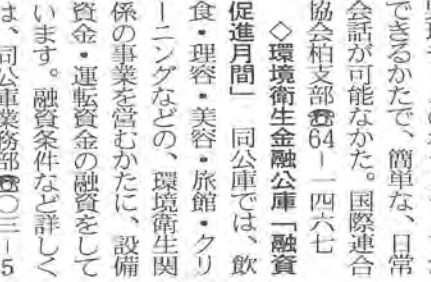 できるかたで、簡単な、日常
会話が可能なかた。国際連合
協会柏支部☎64－一四六七
◇環境衛生金融公庫「融資
促進月間」　同公庫では、飲
食・理容・美容・旅館・クリ
ーニングなどの、環境衛生関
係の事業を営むかたに、設備
資金・運転資金の融資をして
います。融資条件など詳しく
は、同公庫業務部☎〇三－5